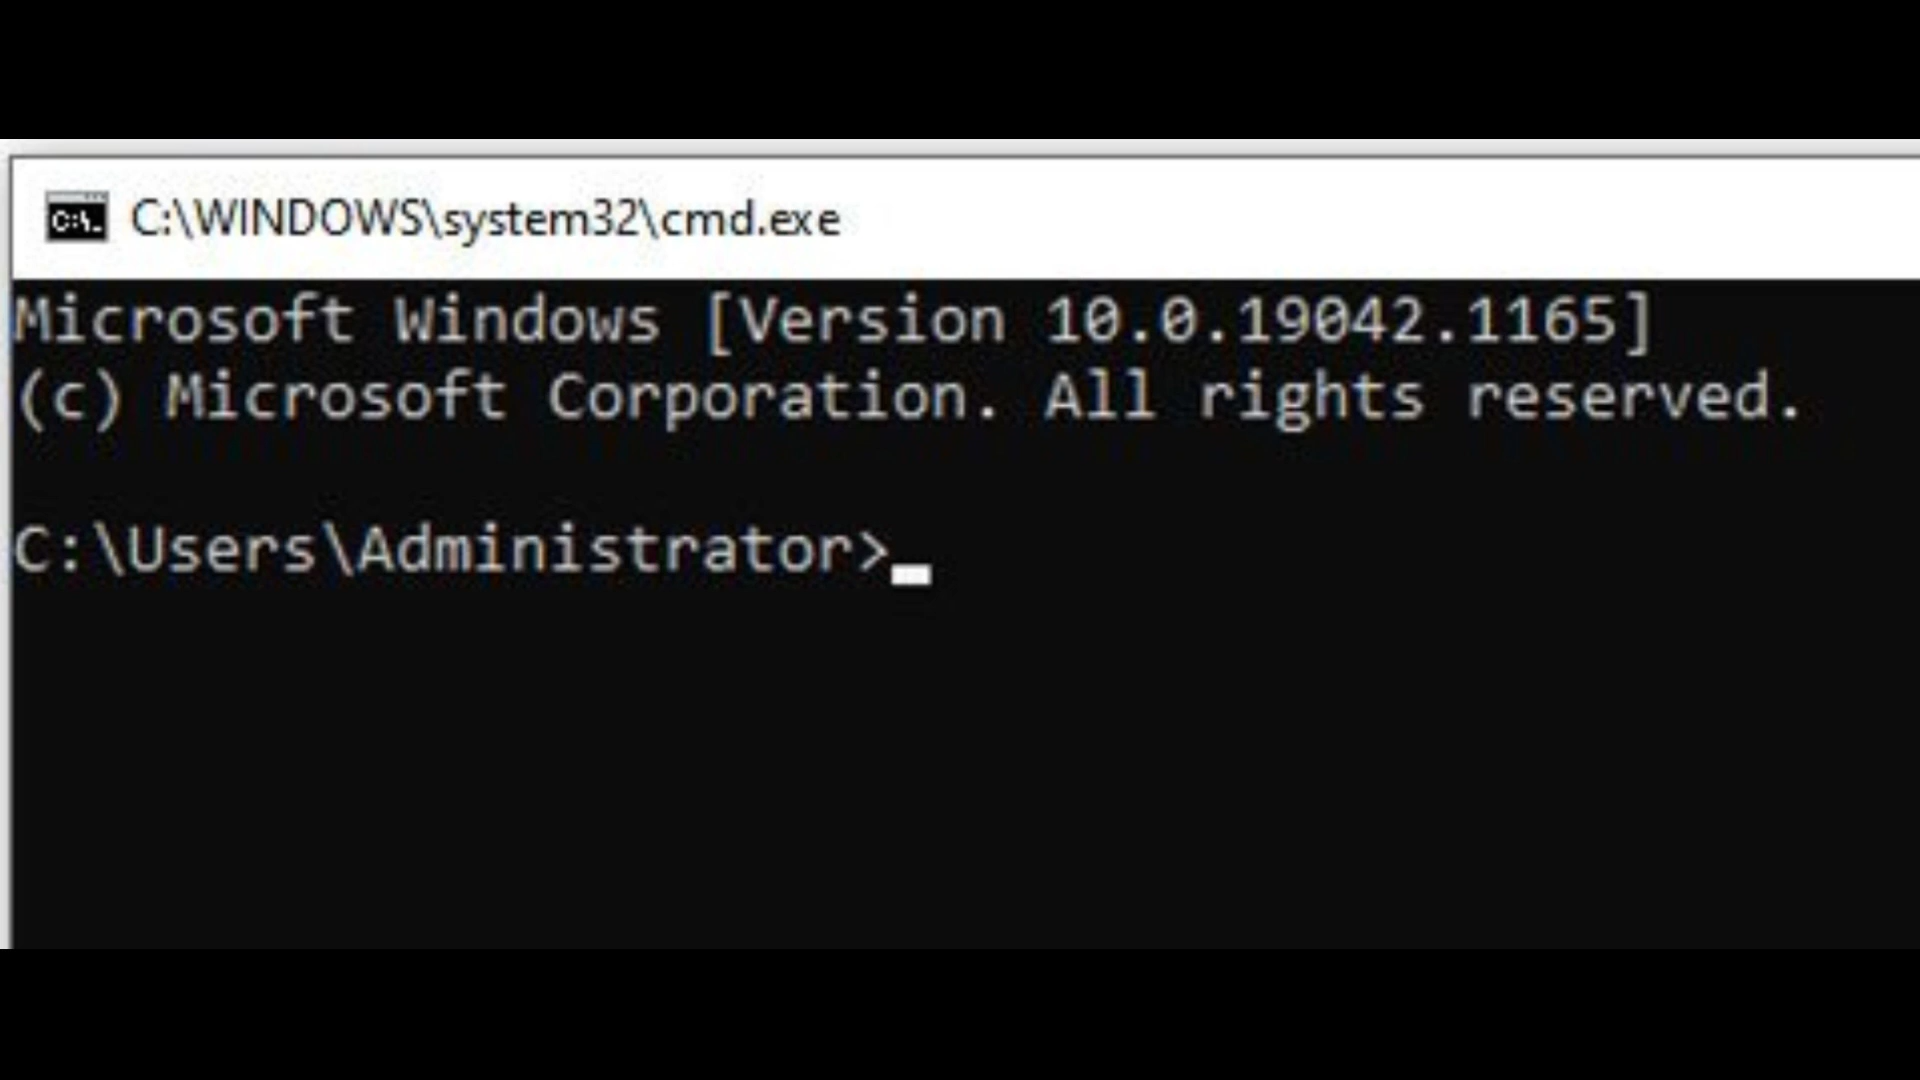 C:\WINDOWS\system32\cmd.exe
Microsoft Windows [Version 10.0.19042.1165]
(c) Microsoft Corporation. All rights reserved.
C:\Users\Administrator>